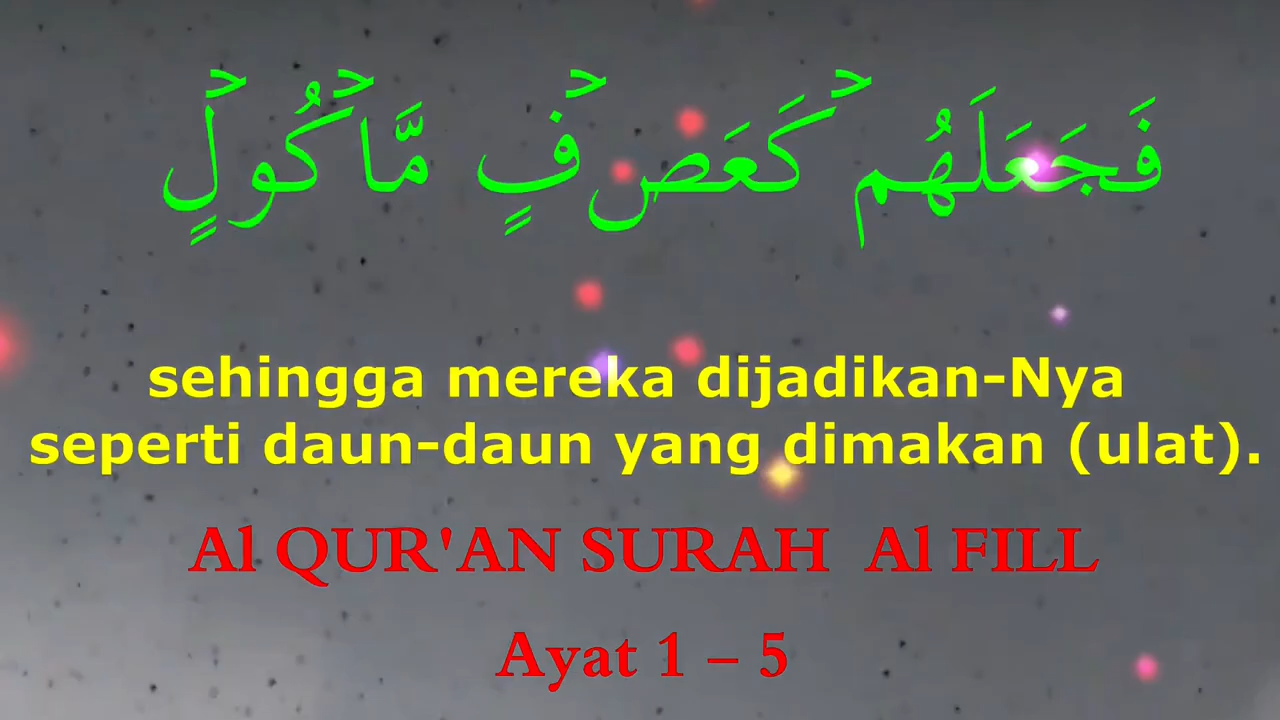 فَجَعَلَهُمۡ كَعَصۡفٍ مَّاۡكُولٍۡ
sehingga mereka dijadikan-Nya
seperti daun-daun yang dimakan (ulat).
Al QUR'AN SURAH Al FILL
Ayat 1 – 5